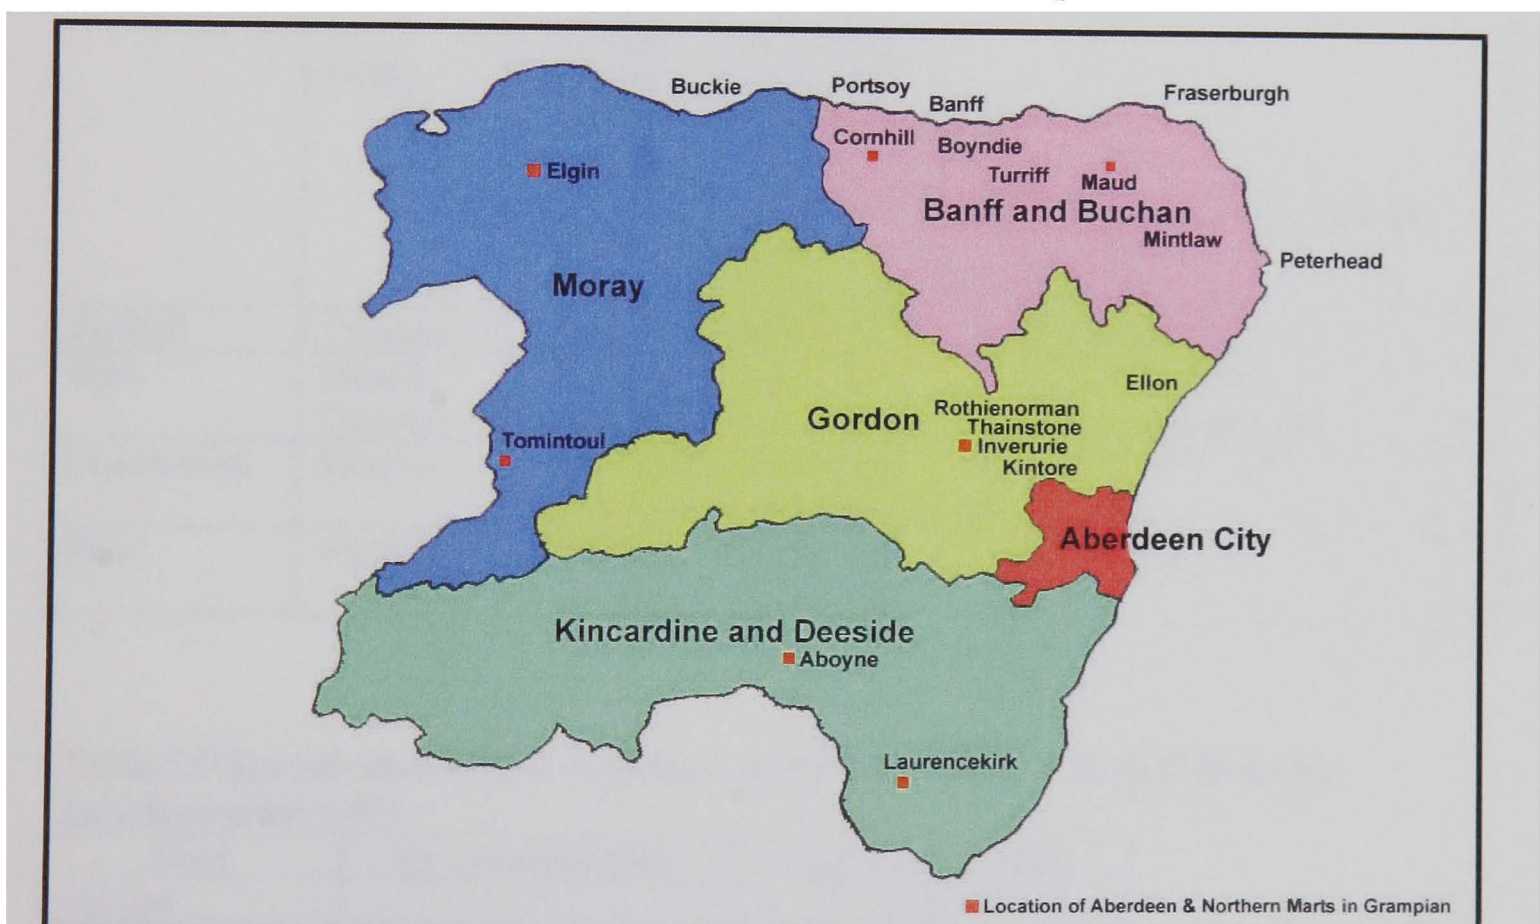 Buckie
Portsoy
Banff
Fraserburgh
Cornhill
Boyndie
Elgin
Turriff
Maud
Banff and Buchan
Mintlaw
Peterhead
Moray
Ellon
Gordon
Rothienorman
Thainstone
Inverurie
Kintore
Tomintoul
Aberdeen City
Kincardine and Deeside
Aboyne
Laurencekirk
Location of Aberdeen & Northern Marts in Grampian